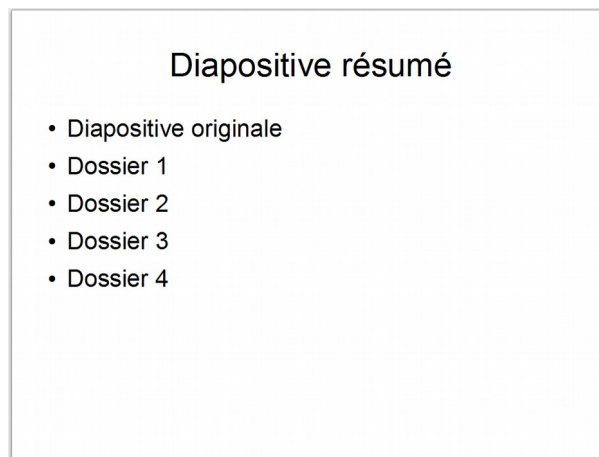 Diapositive résumé
• Diapositive originale
• Dossier 1
• Dossier 2
• Dossier 3
• Dossier 4